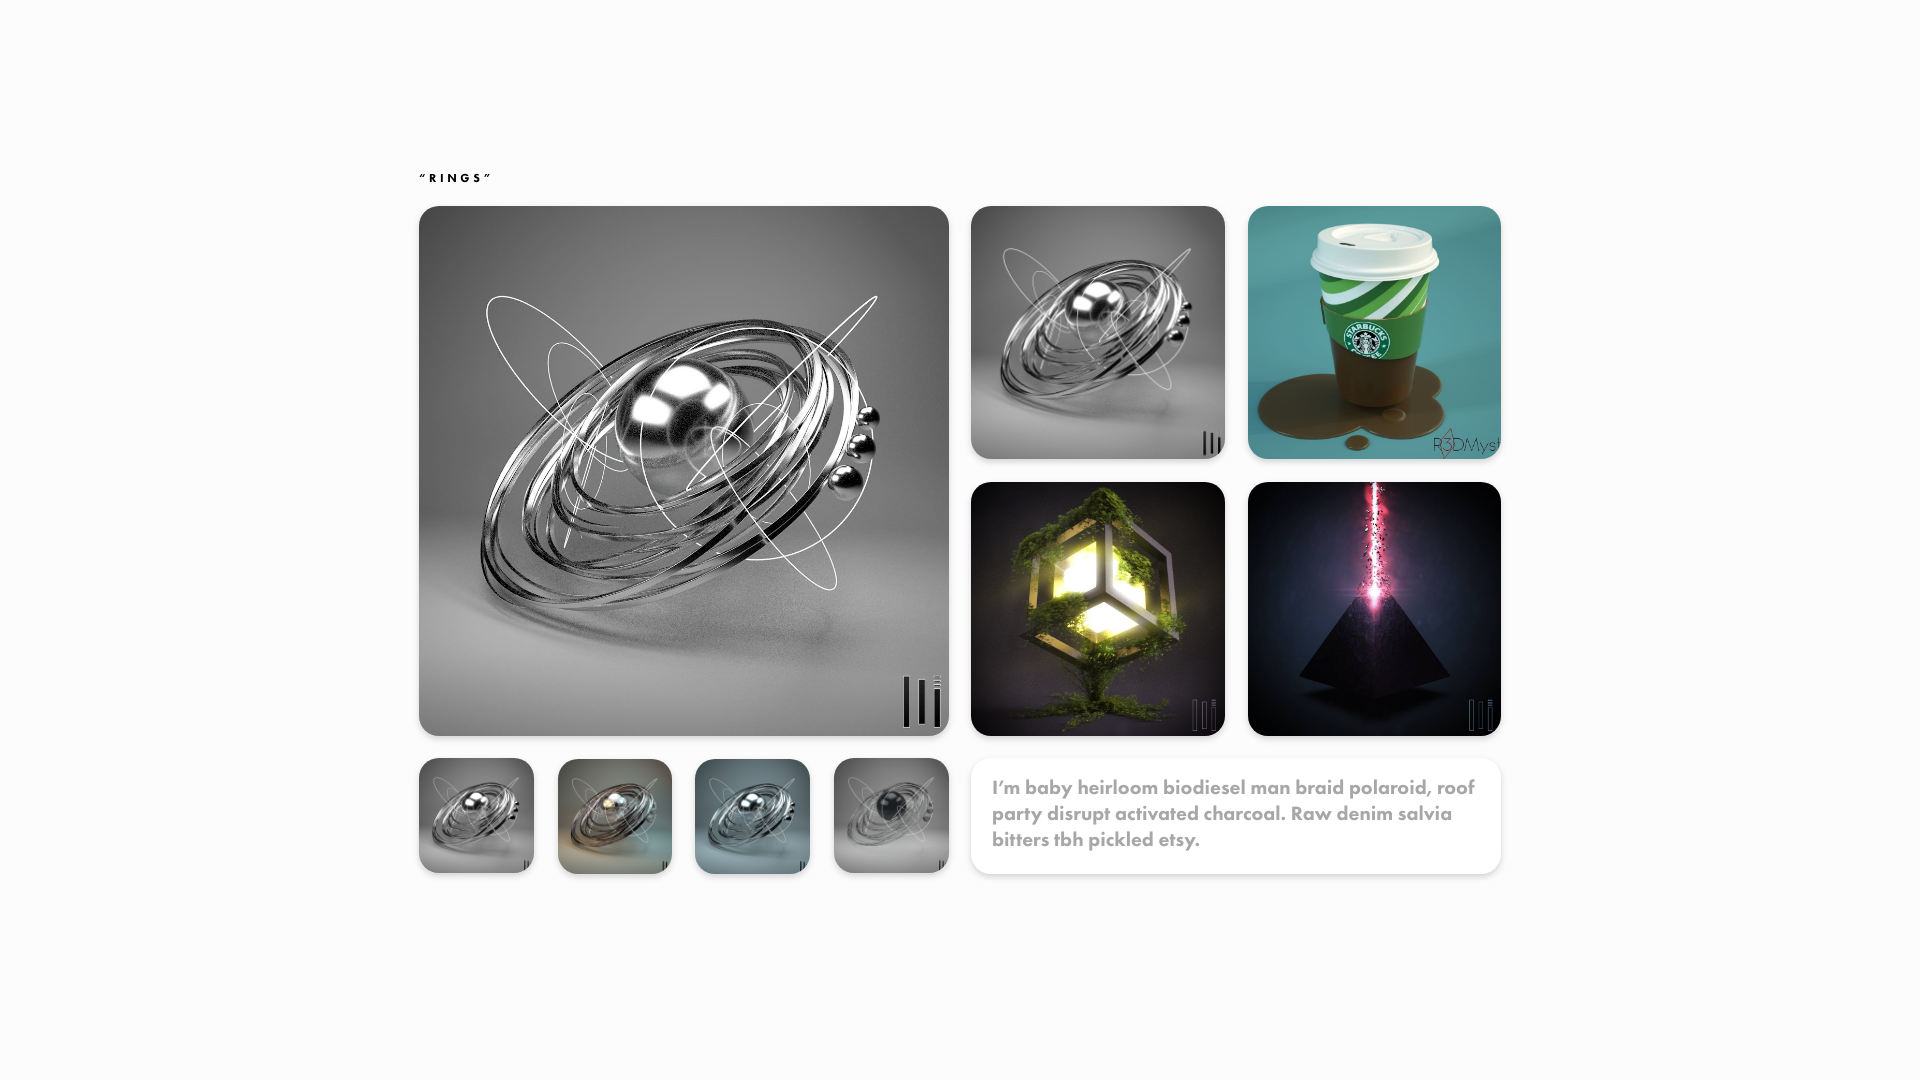 “RINGS”
STARBUCKS
COFFEE
R3DMyst
I’m baby heirloom biodiesel man braid polaroid, roof
party disrupt activated charcoal. Raw denim salvia
bitters tbh pickled etsy.